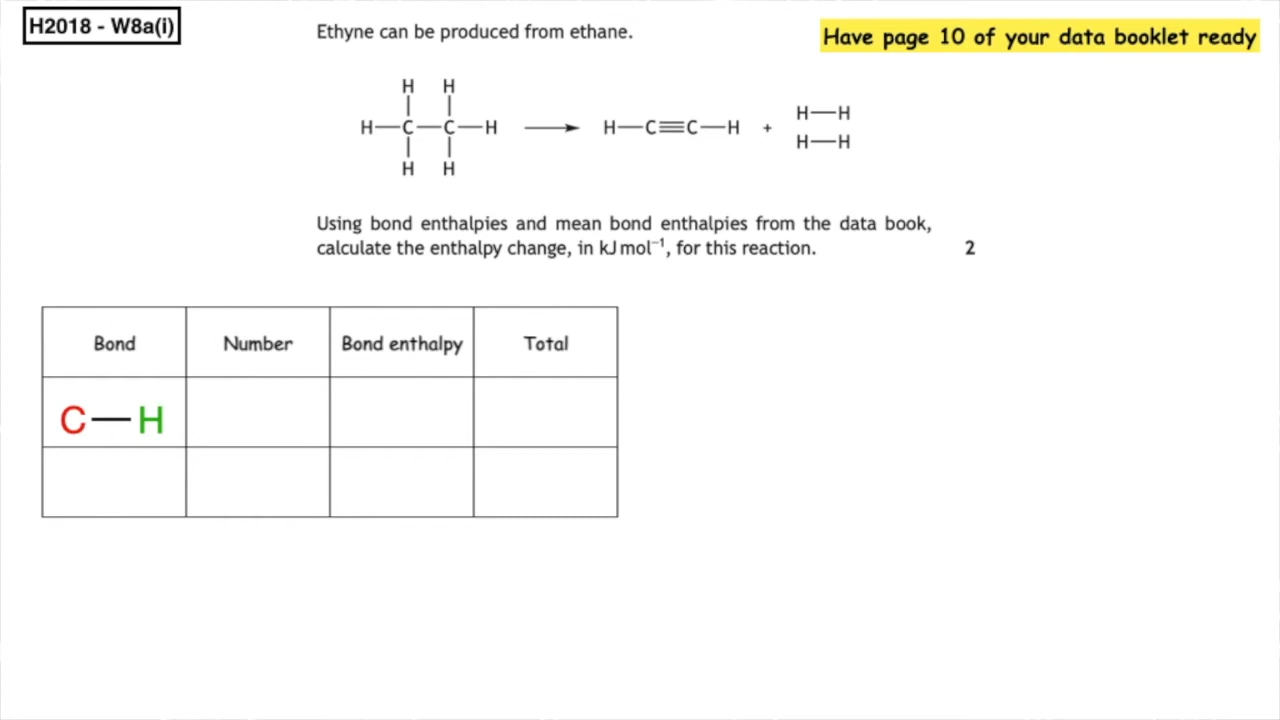 H2018 - W8a(i)
Ethyne can be produced from ethane.
Have page 10 of your data booklet ready
H H
H—C—C—H ⟶ H—C≡C—H + H—H
H—H
H H
Using bond enthalpies and mean bond enthalpies from the data book,
calculate the enthalpy change, in kJ mol⁻¹, for this reaction. 2
Bond Number Bond enthalpy Total
C—H